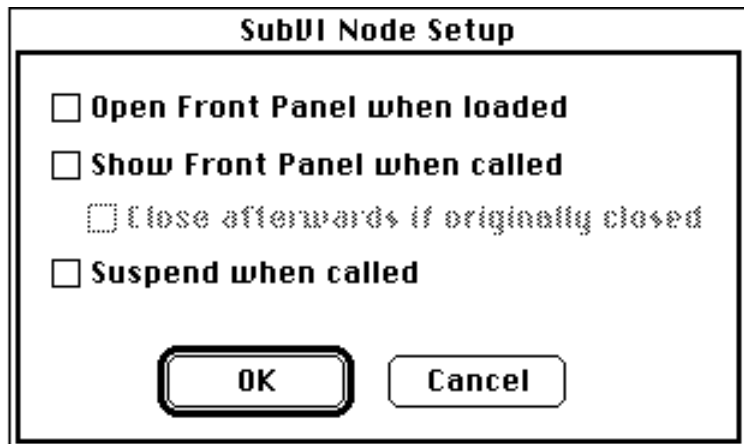 SubVI Node Setup
Open Front Panel when loaded
Show Front Panel when called
Close afterwards if originally closed
Suspend when called
OK Cancel